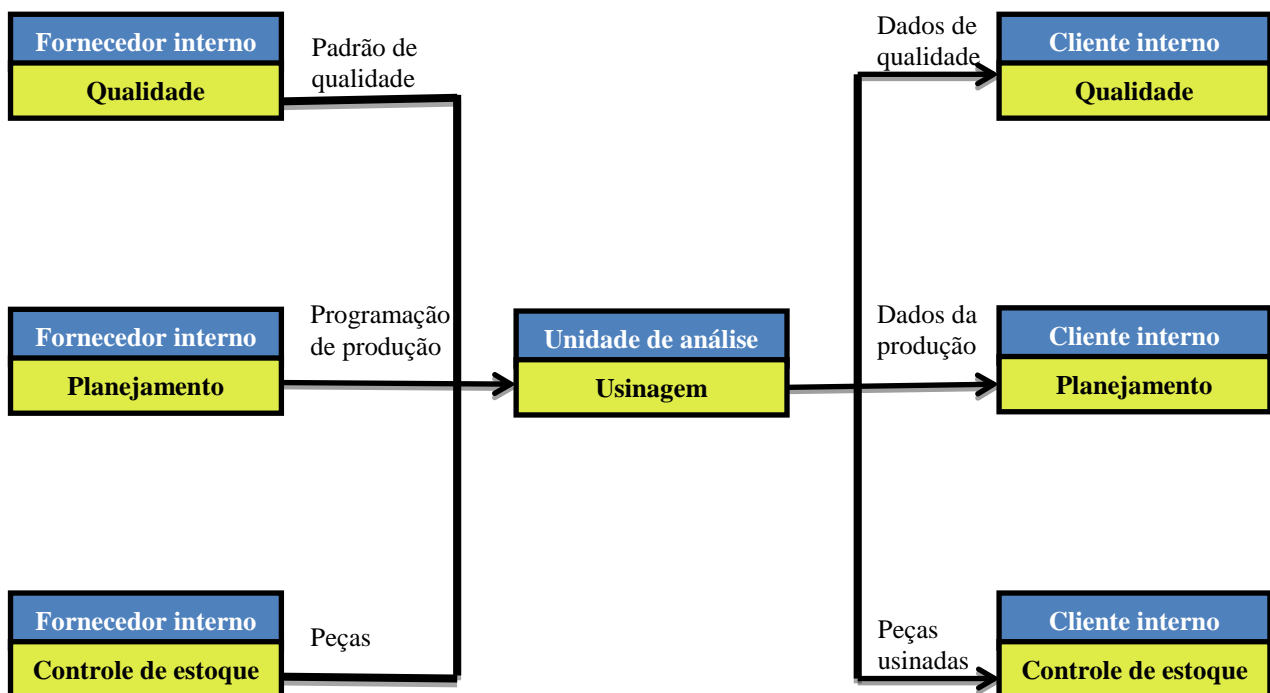 Fornecedor interno
Qualidade
Padrão de
qualidade
Dados de
qualidade
Cliente interno
Qualidade
Fornecedor interno
Planejamento
Programação
de produção
Unidade de análise
Usinagem
Dados da
produção
Cliente interno
Planejamento
Fornecedor interno
Controle de estoque
Peças
Peças
usinadas
Cliente interno
Controle de estoque